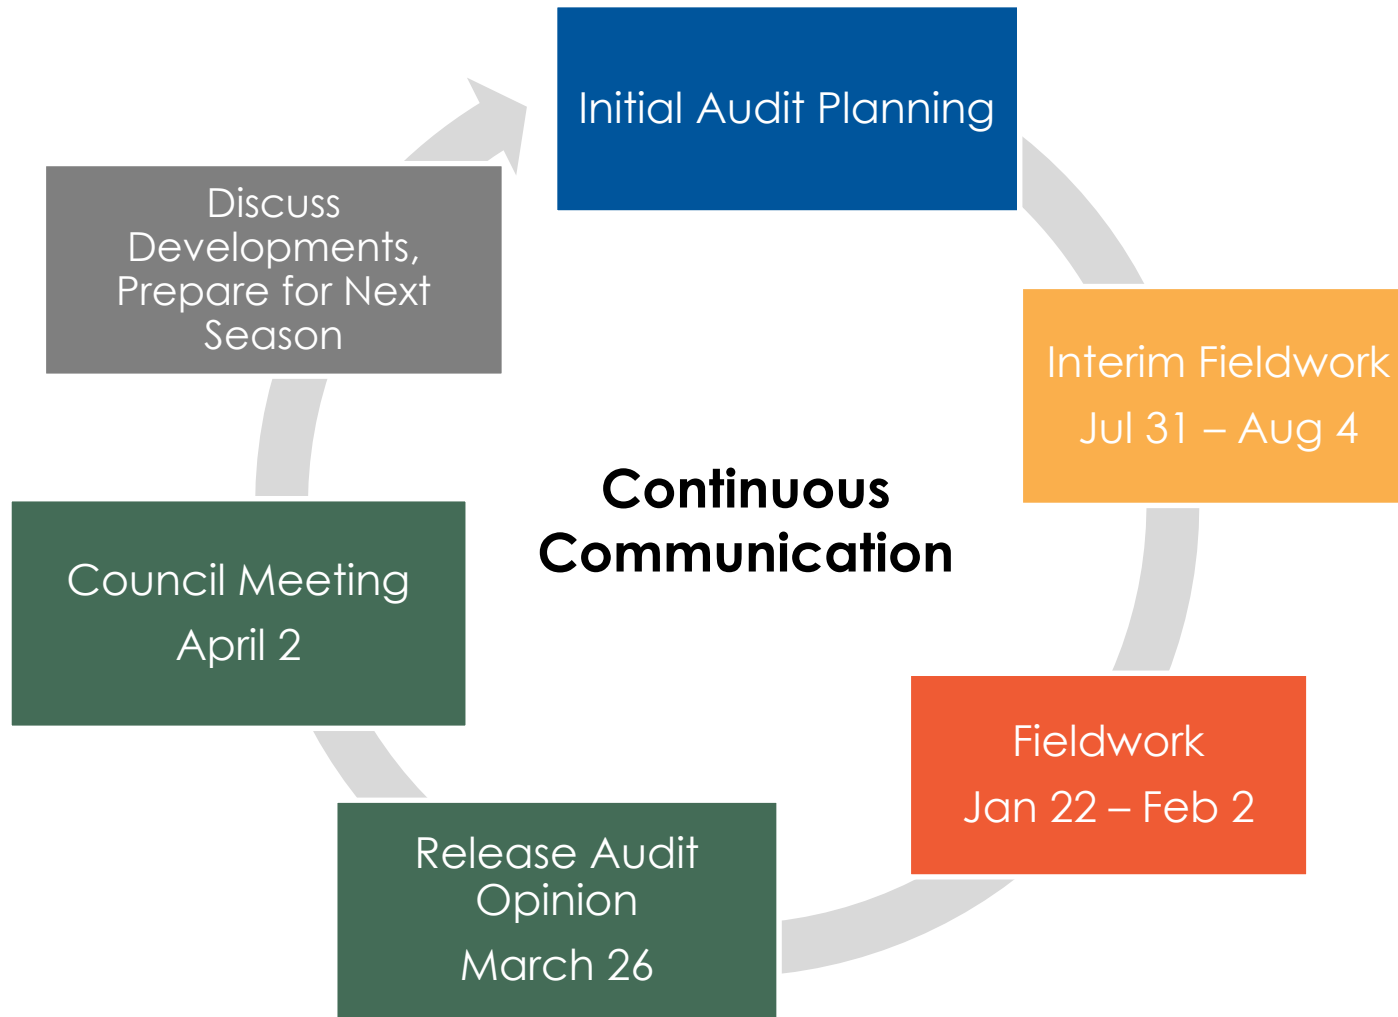 Initial Audit Planning
Interim Fieldwork
Jul 31 – Aug 4
Fieldwork
Jan 22 – Feb 2
Release Audit
Opinion
March 26
Council Meeting
April 2
Discuss
Developments,
Prepare for Next
Season
Continuous
Communication